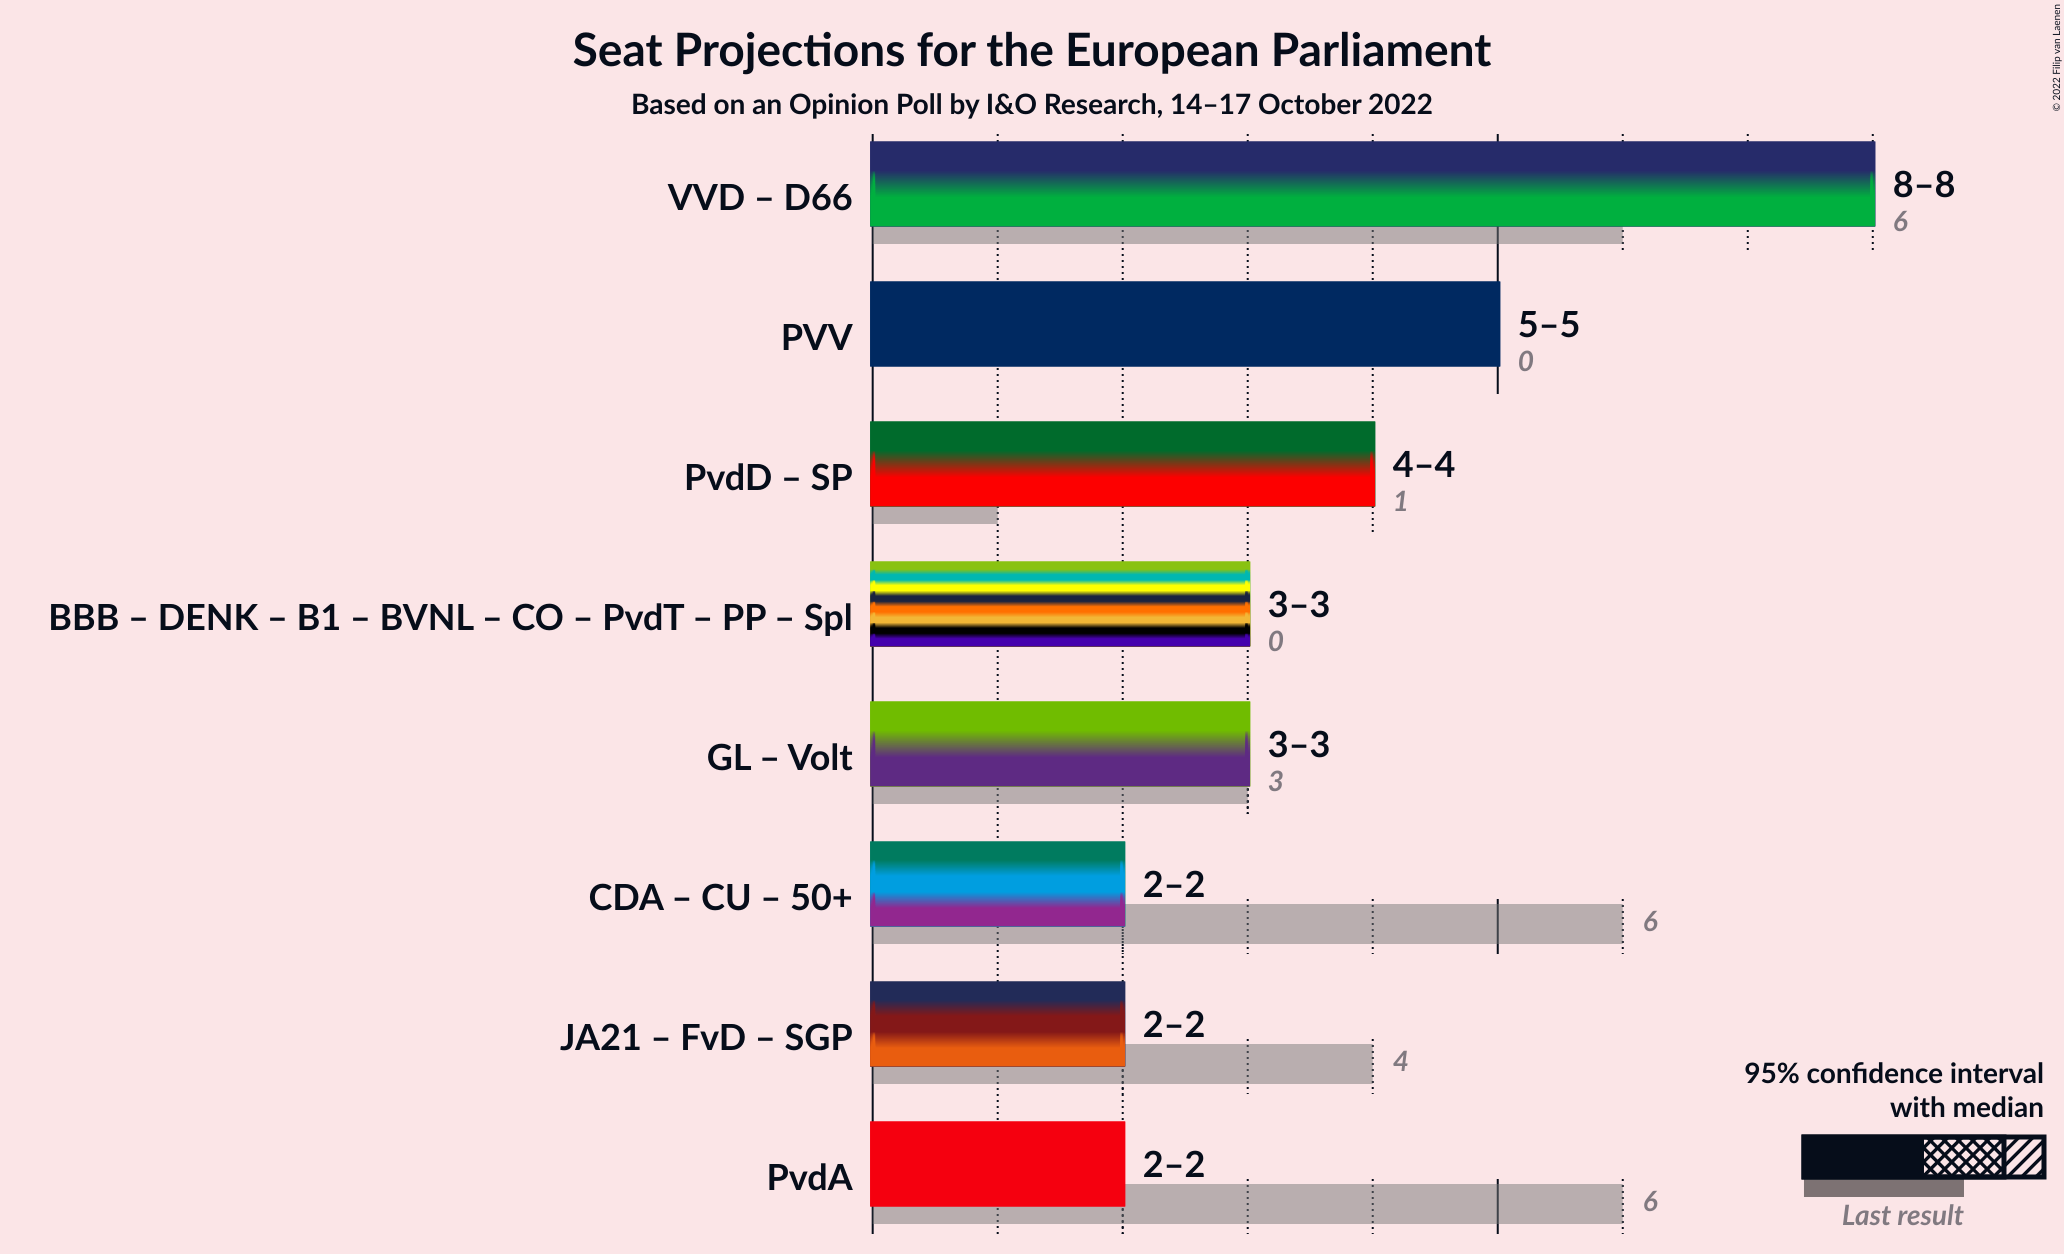 Seat Projections for the European Parliament
Based on an Opinion Poll by I&O Research, 14–17 October 2022
© 2022 Filip van Laenen
VVD – D66
8–8
6
PVV
5–5
0
PvdD – SP
4–4
1
BBB – DENK – B1 – BVNL – CO – PvdT – PP – Spl
3–3
0
GL – Volt
3–3
3
CDA – CU – 50+
2–2
6
JA21 – FvD – SGP
2–2
4
PvdA
2–2
6
95% confidence interval
with median
Last result